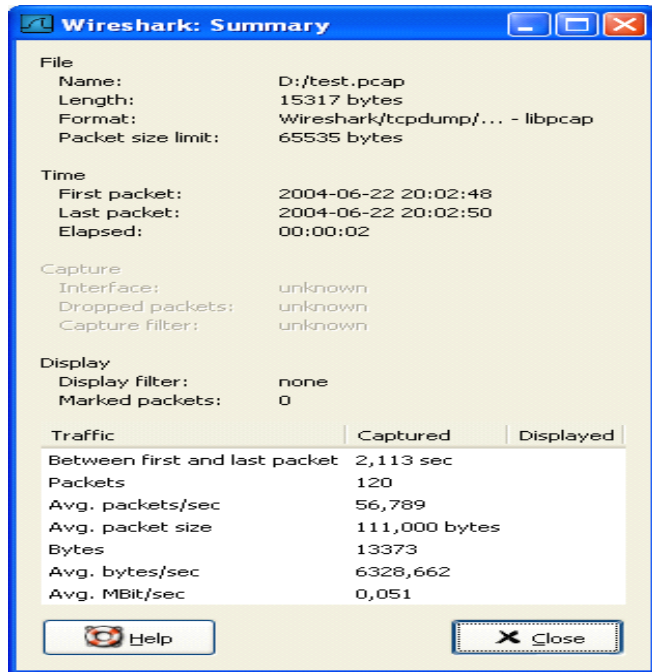 Wireshark: Summary
File
Name: D:/test.pcap
Length: 15317 bytes
Format: Wireshark/tcpdump/... - libpcap
Packet size limit: 65535 bytes
Time
First packet: 2004-06-22 20:02:48
Last packet: 2004-06-22 20:02:50
Elapsed: 00:00:02
Capture
Interface: unknown
Dropped packets: unknown
Capture filter: unknown
Display
Display filter: none
Marked packets: 0
Traffic Captured Displayed
Between first and last packet 2,113 sec
Packets 120
Avg. packets/sec 56,789
Avg. packet size 111,000 bytes
Bytes 13373
Avg. bytes/sec 6328,662
Avg. MBit/sec 0,051
Help Close